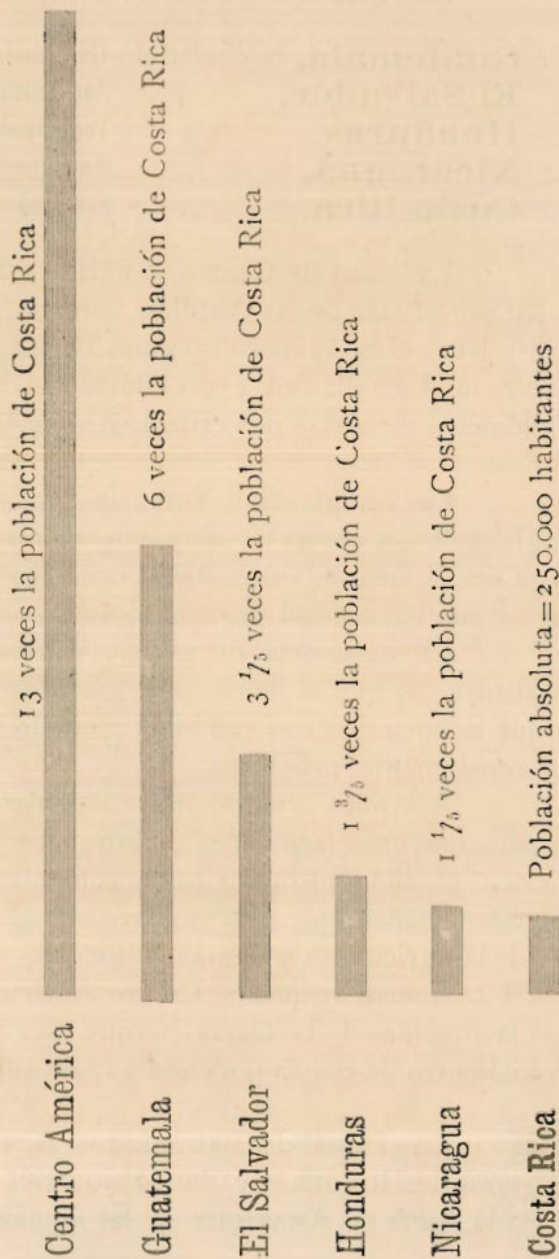 Centro América
13 veces la población de Costa Rica
Guatemala
6 veces la población de Costa Rica
El Salvador
3 1/5 veces la población de Costa Rica
Honduras
1 3/5 veces la población de Costa Rica
Nicaragua
1 1/5 veces la población de Costa Rica
Costa Rica
Población absoluta=250.000 habitantes